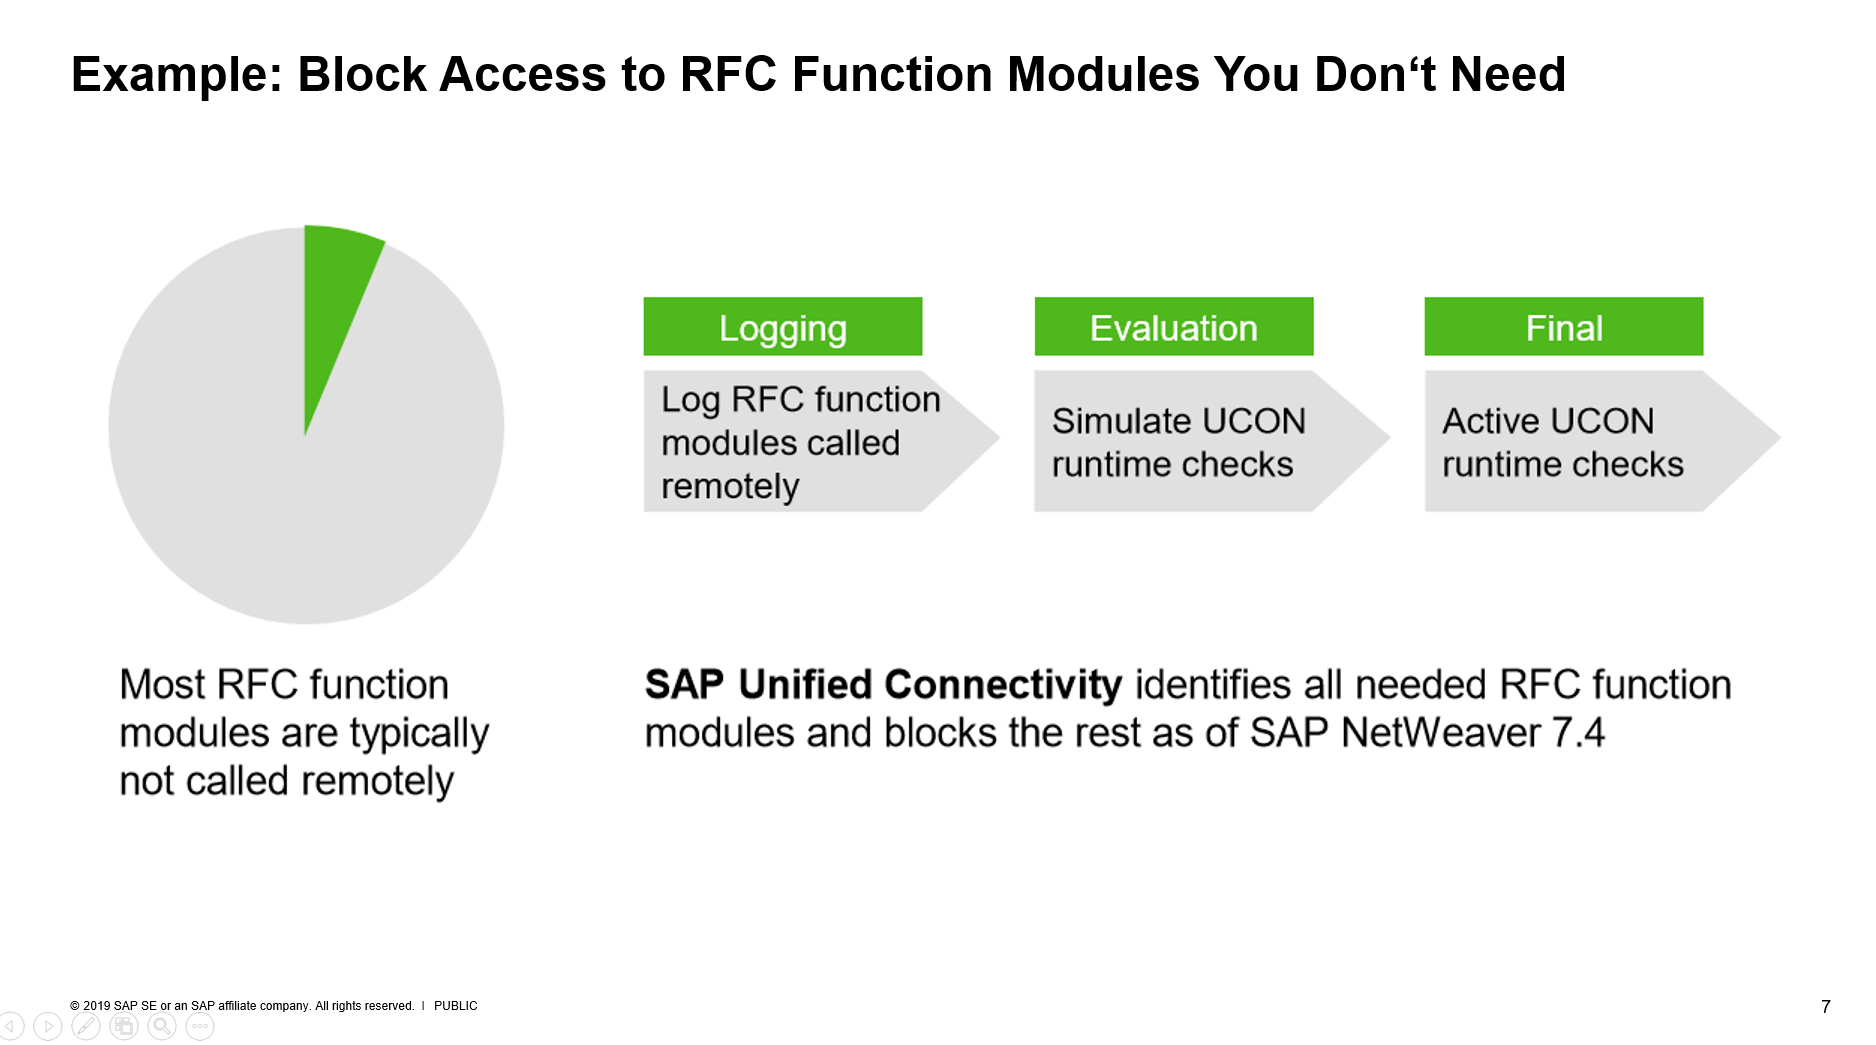 Example: Block Access to RFC Function Modules You Don‘t Need
Logging
Log RFC function
modules called
remotely
Evaluation
Simulate UCON
runtime checks
Final
Active UCON
runtime checks
Most RFC function
modules are typically
not called remotely
SAP Unified Connectivity identifies all needed RFC function
modules and blocks the rest as of SAP NetWeaver 7.4
© 2019 SAP SE or an SAP affiliate company. All rights reserved. ǀ PUBLIC
7